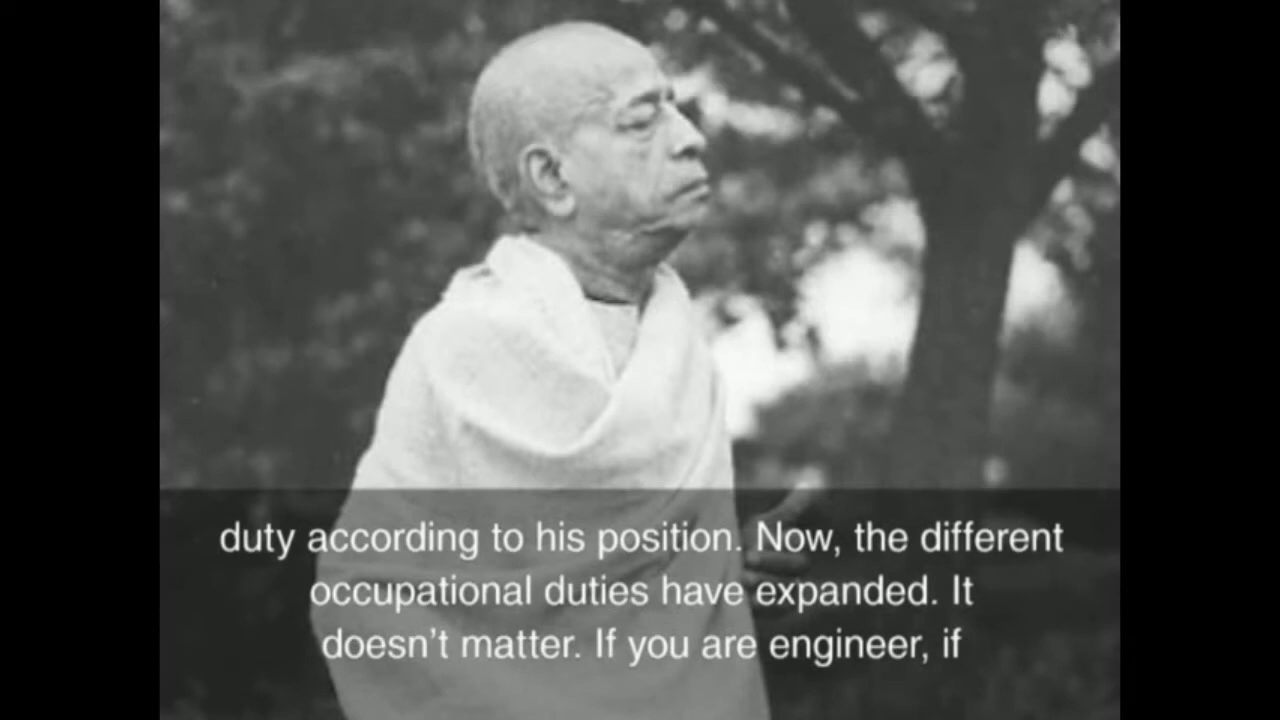 duty according to his position. Now, the different
occupational duties have expanded. It
doesn't matter. If you are engineer, if